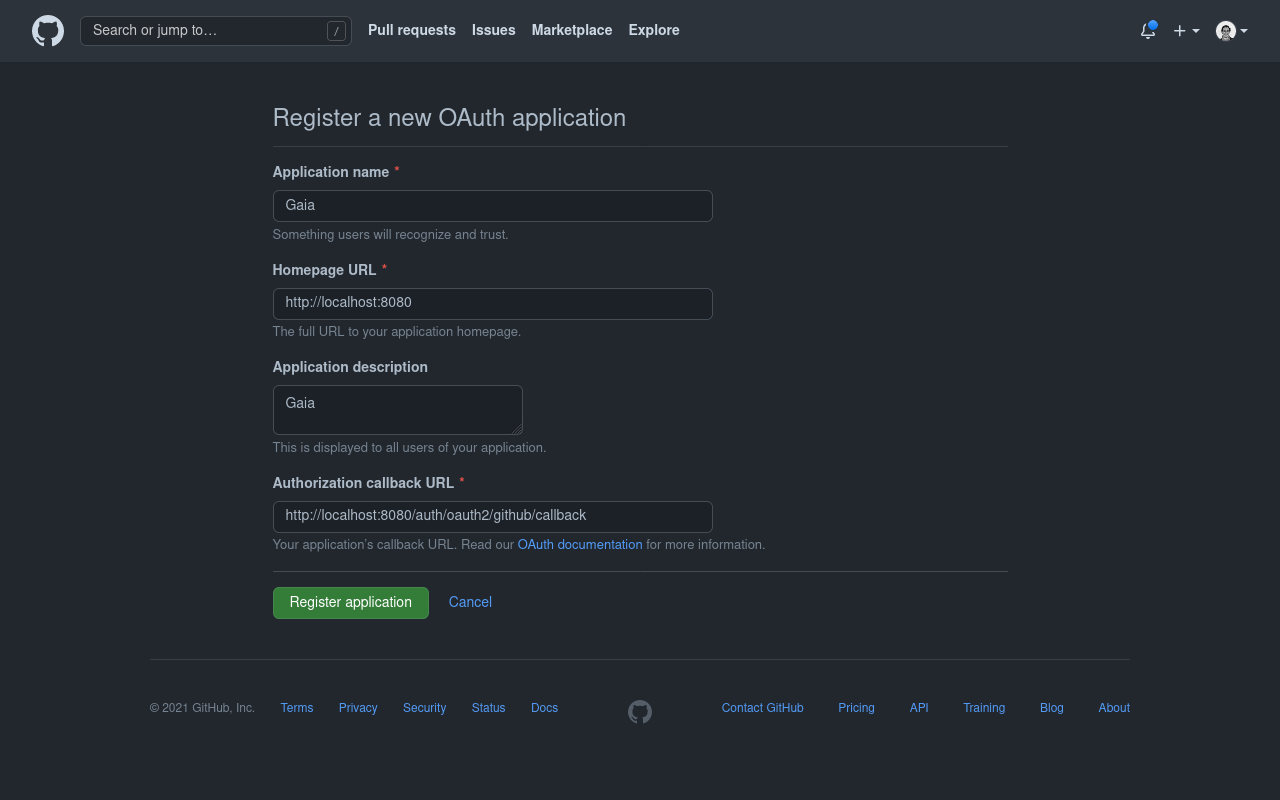 Search or jump to… /
Pull requests Issues Marketplace Explore
Register a new OAuth application
Application name *
Gaia
Something users will recognize and trust.
Homepage URL *
http://localhost:8080
The full URL to your application homepage.
Application description
Gaia
This is displayed to all users of your application.
Authorization callback URL *
http://localhost:8080/auth/oauth2/github/callback
Your application’s callback URL. Read our OAuth documentation for more information.
Register application Cancel
© 2021 GitHub, Inc. Terms Privacy Security Status Docs Contact GitHub Pricing API Training Blog About